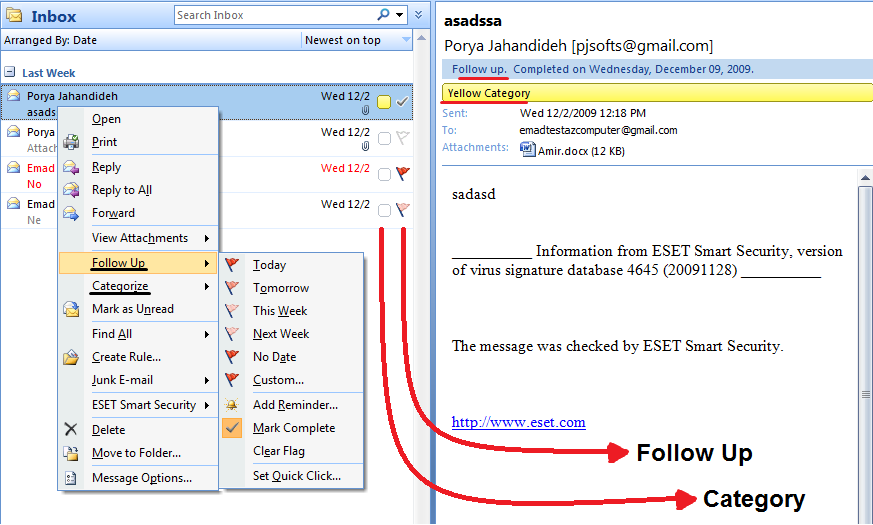 Inbox
Search Inbox
Arranged By: Date Newest on top
Last Week
Porya Jahandideh Wed 12/2
asads
Porya Wed 12/2
Attach
Emad Wed 12/2
No
Emad Wed 12/2
Ne
Open
Print
Reply
Reply to All
Forward
View Attachments
Follow Up
Categorize
Mark as Unread
Find All
Create Rule...
Junk E-mail
ESET Smart Security
Delete
Move to Folder...
Message Options...
Today
Tomorrow
This Week
Next Week
No Date
Custom...
Add Reminder...
Mark Complete
Clear Flag
Set Quick Click...
asadssa
Porya Jahandideh [pjsofts@gmail.com]
Follow up. Completed on Wednesday, December 09, 2009.
Yellow Category
Sent: Wed 12/2/2009 12:18 PM
To: emadtestazcomputer@gmail.com
Attachments: Amir.docx (12 KB)
sadasd
__________ Information from ESET Smart Security, version
of virus signature database 4645 (20091128) __________
The message was checked by ESET Smart Security.
http://www.eset.com
Follow Up
Category